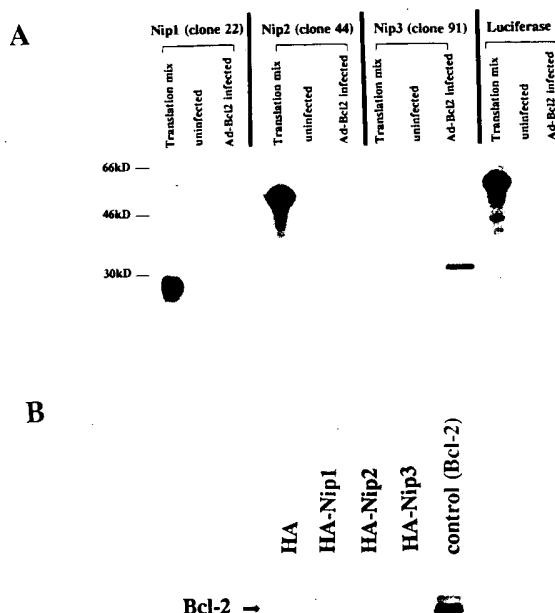 A
Nip1 (clone 22) Nip2 (clone 44) Nip3 (clone 91) Luciferase
Translation mix
uninfected
Ad-Bcl2 infected
Translation mix
uninfected
Ad-Bcl2 infected
Translation mix
uninfected
Ad-Bcl2 infected
Translation mix
uninfected
Ad-Bcl2 infected
66kD
46kD
30kD
B
HA
HA-Nip1
HA-Nip2
HA-Nip3
control (Bcl-2)
Bcl-2 →